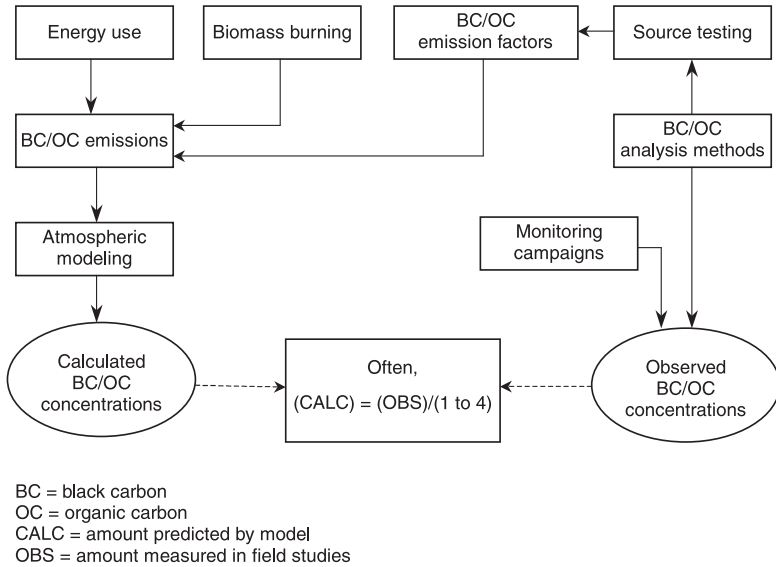 Energy use
Biomass burning
BC/OC
emission factors
Source testing
BC/OC emissions
BC/OC
analysis methods
Atmospheric
modeling
Monitoring
campaigns
Calculated
BC/OC
concentrations
Often,
(CALC) = (OBS)/(1 to 4)
Observed
BC/OC
concentrations
BC = black carbon
OC = organic carbon
CALC = amount predicted by model
OBS = amount measured in field studies